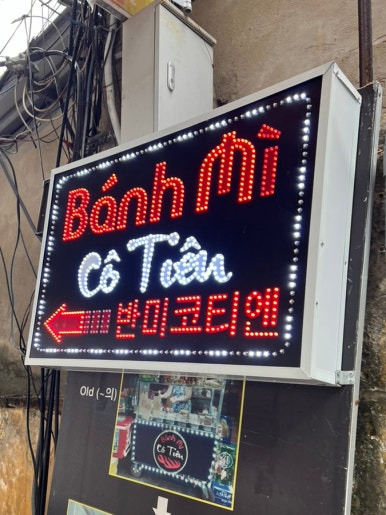 Bánh Mì
Cô Tiên
반미코티엔
Old (~의)
Bánh Mì
Cô Tiên